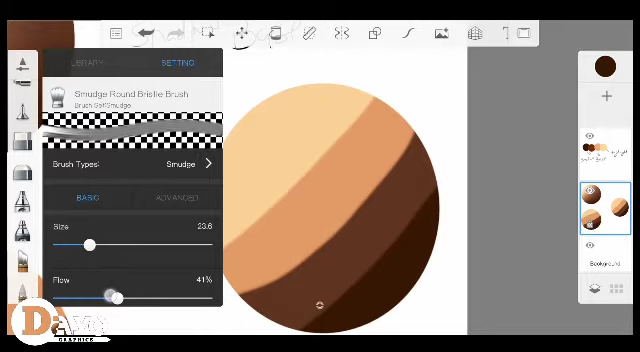 LIBRARY
SETTING
Smudge Round Bristle Brush
Brush Set:Smudge
Brush Types:
Smudge
BASIC
ADVANCED
Size
23.6
Flow
41%
Background
DAVO
GRAPHICS